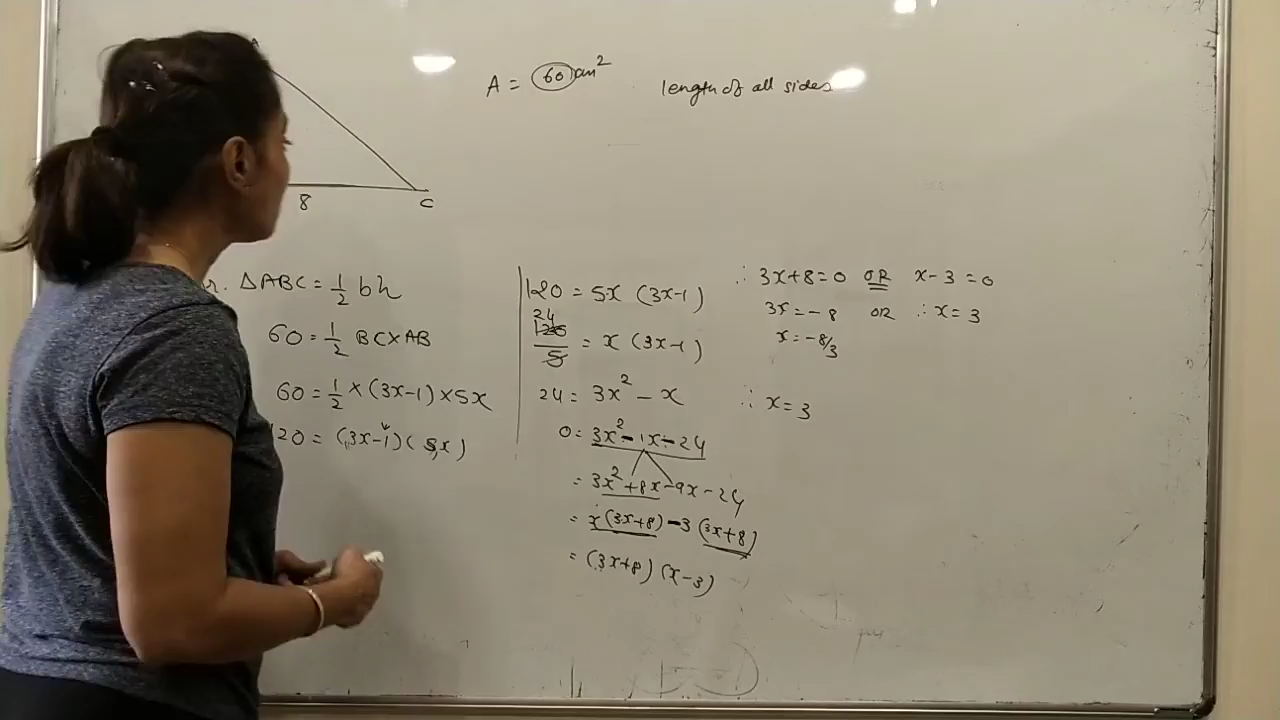 A = 60 cm²
length of all sides
8
C
r. △ABC = 1/2 bh
60 = 1/2 BC×AB
60 = 1/2 × (3x-1) × 5x
120 = (3x-1)(5x)
120 = 5x (3x-1)
24
120/5 = x (3x-1)
24 = 3x² - x
0 = 3x² - 1x - 24
= 3x² + 8x - 9x - 24
= x(3x+8) - 3(3x+8)
= (3x+8)(x-3)
∴ 3x+8=0 OR x-3=0
3x = -8 OR ∴ x = 3
x = -8/3
∴ x = 3